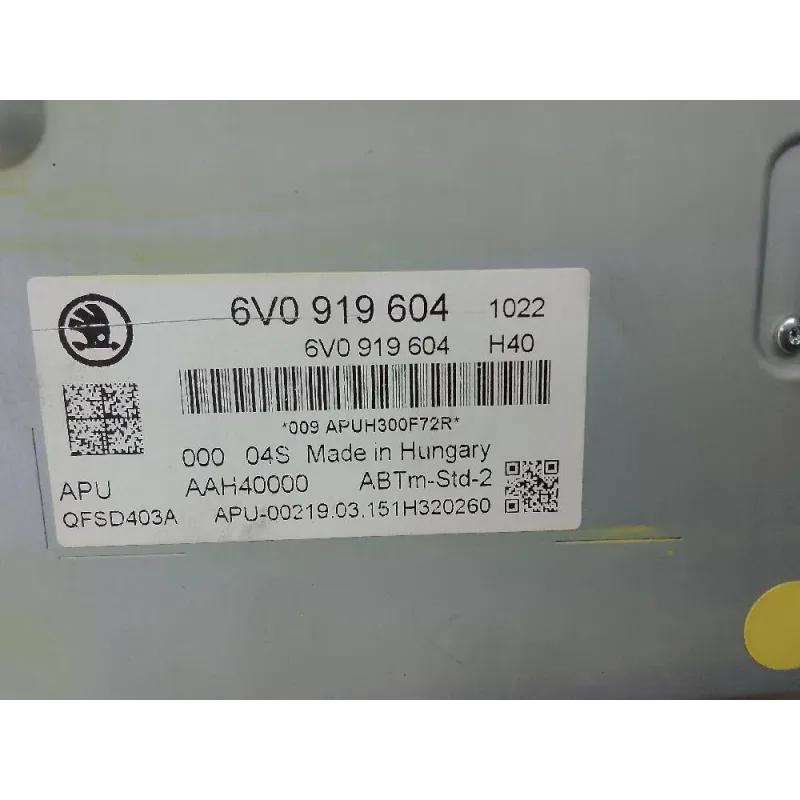 6V0 919 604 1022
6V0 919 604 H40
*009 APUH300F72R*
000 04S Made in Hungary
APU AAH40000 ABTm-Std-2
QFSD403A APU-00219.03.151H320260